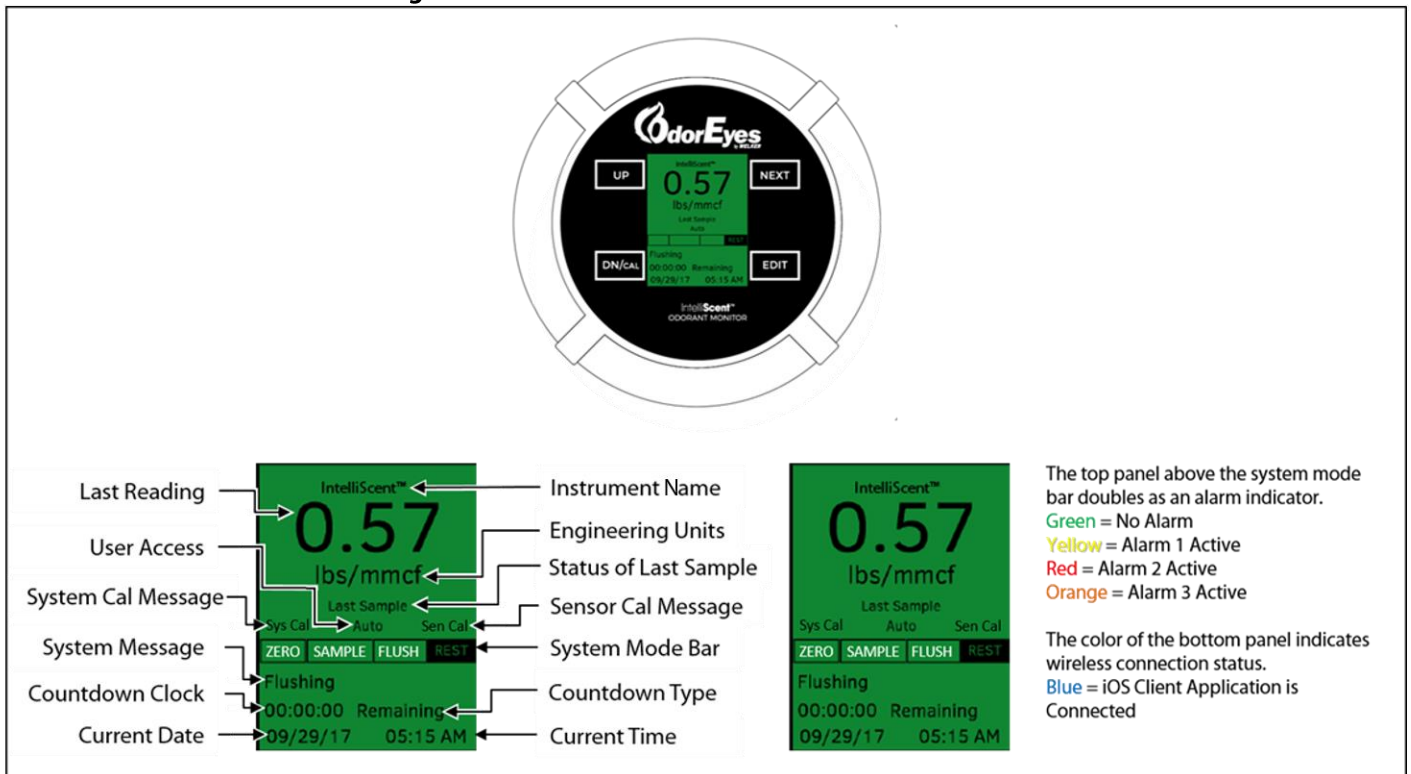 OdorEyes
by WELKER
UP
NEXT
DN/CAL
EDIT
IntelliScent™
0.57
lbs/mmcf
Last Sample
Auto
REST
Flushing
00:00:00 Remaining
09/29/17 05:15 AM
intelliScent™
ODORANT MONITOR
Last Reading
User Access
System Cal Message
System Message
Countdown Clock
Current Date
IntelliScent™
0.57
lbs/mmcf
Last Sample
Sys Cal Auto Sen Cal
ZERO SAMPLE FLUSH REST
Flushing
00:00:00 Remaining
09/29/17 05:15 AM
Instrument Name
Engineering Units
Status of Last Sample
Sensor Cal Message
System Mode Bar
Countdown Type
Current Time
IntelliScent™
0.57
lbs/mmcf
Last Sample
Sys Cal Auto Sen Cal
ZERO SAMPLE FLUSH REST
Flushing
00:00:00 Remaining
09/29/17 05:15 AM
The top panel above the system mode
bar doubles as an alarm indicator.
Green = No Alarm
Yellow = Alarm 1 Active
Red = Alarm 2 Active
Orange = Alarm 3 Active
The color of the bottom panel indicates
wireless connection status.
Blue = iOS Client Application is
Connected